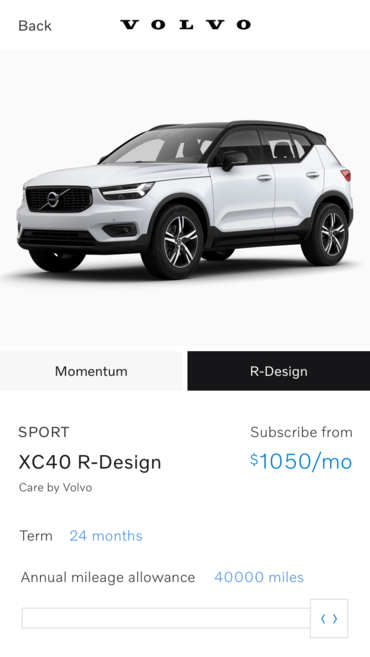 Back
VOLVO
Momentum
R-Design
SPORT
Subscribe from
XC40 R-Design
$1050/mo
Care by Volvo
Term 24 months
Annual mileage allowance 40000 miles